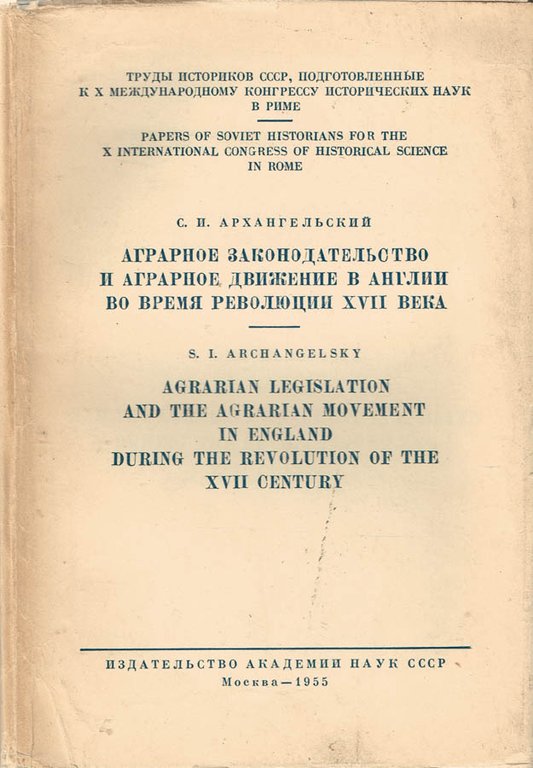 ТРУДЫ ИСТОРИКОВ СССР, ПОДГОТОВЛЕННЫЕ
К X МЕЖДУНАРОДНОМУ КОНГРЕССУ ИСТОРИЧЕСКИХ НАУК
В РИМЕ
PAPERS OF SOVIET HISTORIANS FOR THE
X INTERNATIONAL CONGRESS OF HISTORICAL SCIENCE
IN ROME
С. И. АРХАНГЕЛЬСКИЙ
АГРАРНОЕ ЗАКОНОДАТЕЛЬСТВО
И АГРАРНОЕ ДВИЖЕНИЕ В АНГЛИИ
ВО ВРЕМЯ РЕВОЛЮЦИИ XVII ВЕКА
S. I. ARCHANGELSKY
AGRARIAN LEGISLATION
AND THE AGRARIAN MOVEMENT
IN ENGLAND
DURING THE REVOLUTION OF THE
XVII CENTURY
ИЗДАТЕЛЬСТВО АКАДЕМИИ НАУК СССР
Москва—1955